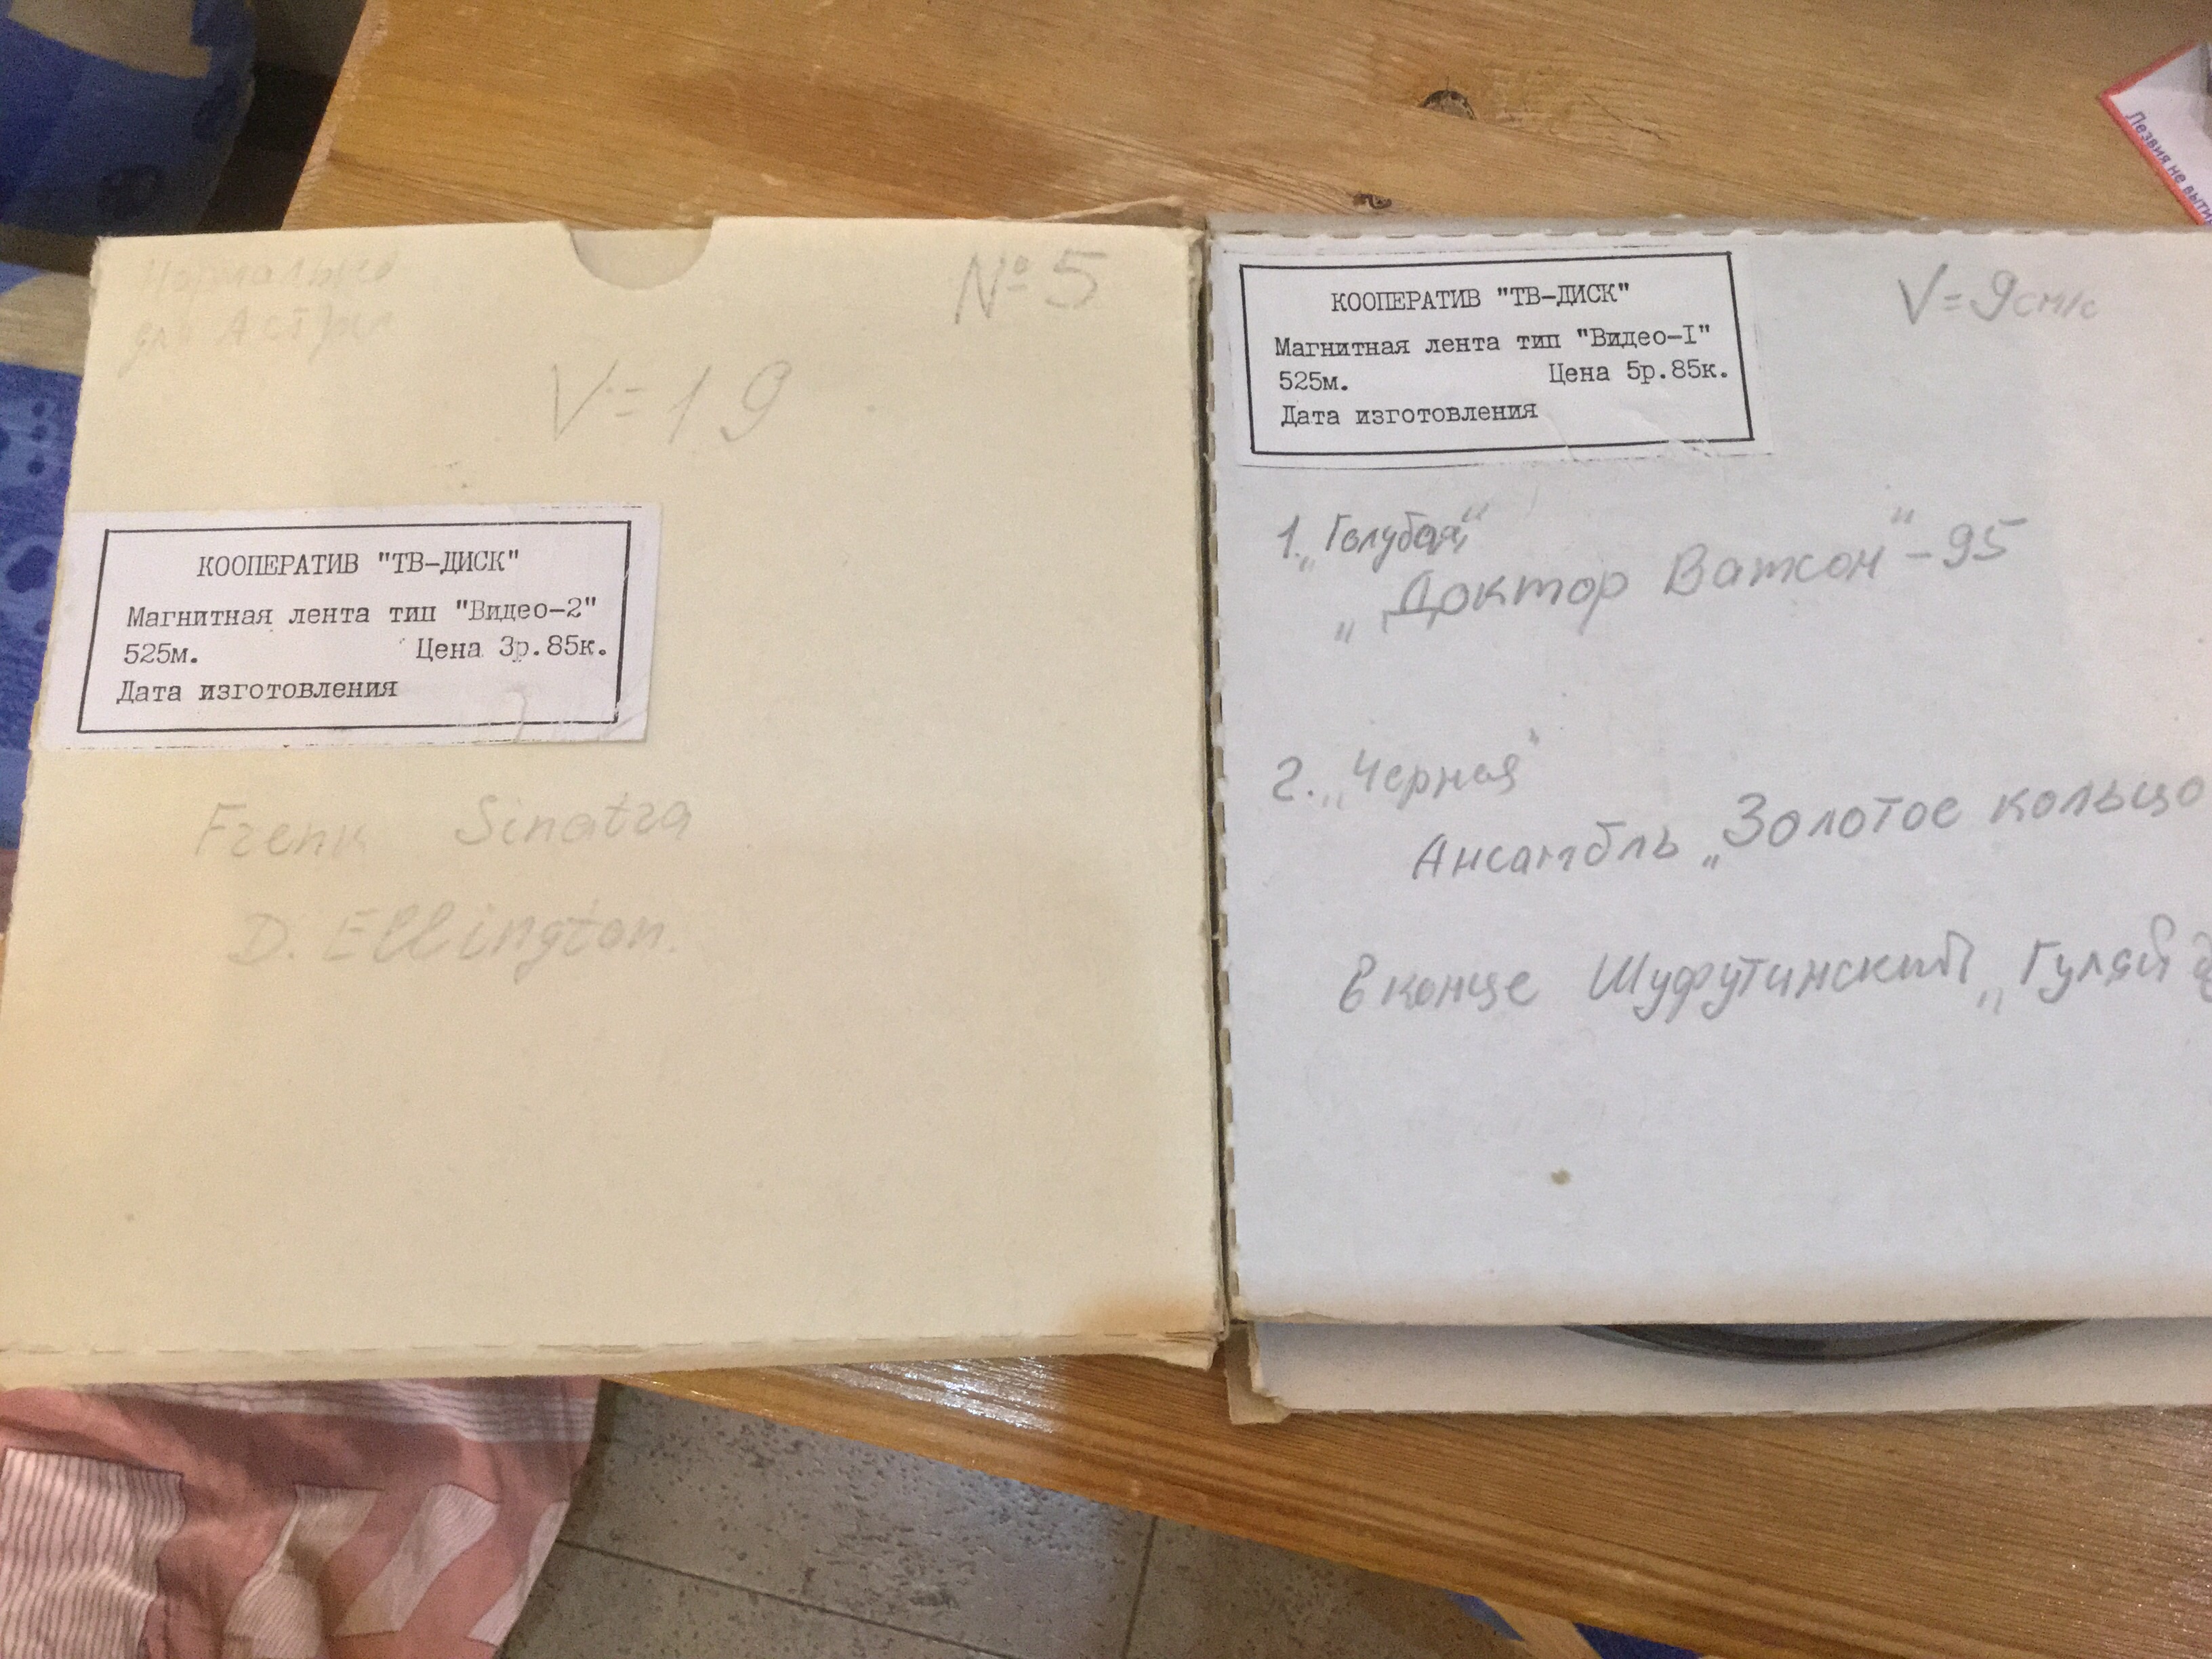 Нормально
для Астры
№5
V=19
КООПЕРАТИВ "ТВ-ДИСК"
Магнитная лента тип "Видео-2"
525м. Цена 3р.85к.
Дата изготовления
Frenk Sinatra
D. Ellington.
КООПЕРАТИВ "ТВ-ДИСК"
Магнитная лента тип "Видео-I"
525м. Цена 5р.85к.
Дата изготовления
V=9см/с
1. „Голубая"
„Доктор Ватсон" - 95
2. „Черная"
Ансамбль „Золотое кольцо
В конце Шуфутинский „Гуляй
Лезвия не